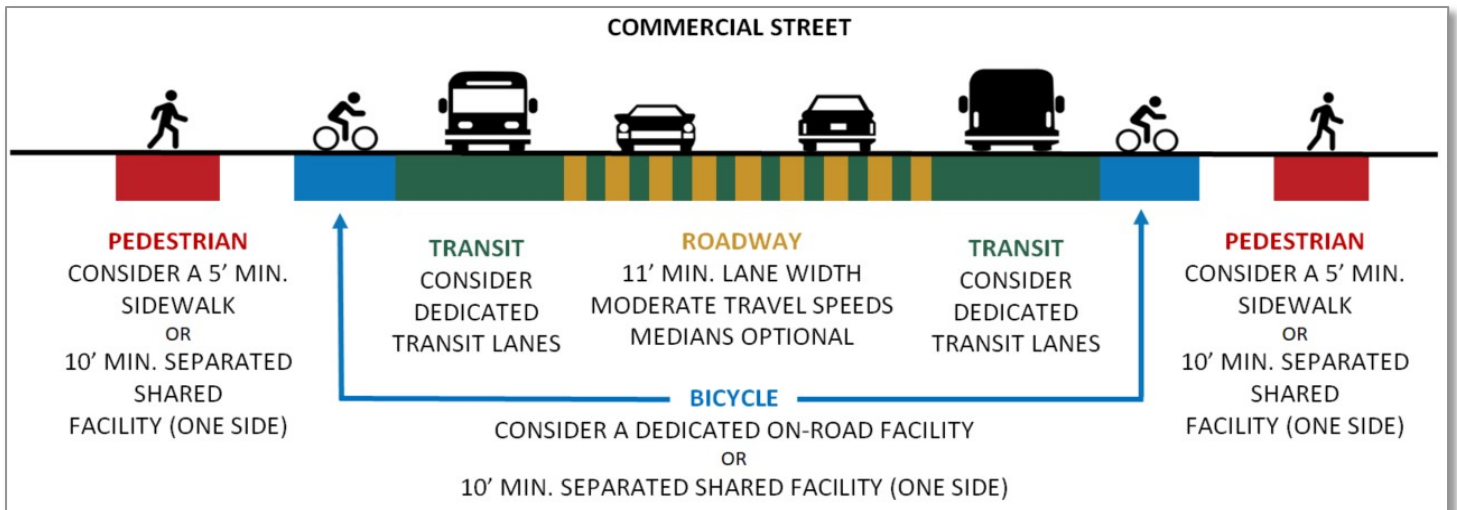 COMMERCIAL STREET
PEDESTRIAN
CONSIDER A 5’ MIN.
SIDEWALK
OR
10’ MIN. SEPARATED
SHARED
FACILITY (ONE SIDE)
TRANSIT
CONSIDER
DEDICATED
TRANSIT LANES
ROADWAY
11’ MIN. LANE WIDTH
MODERATE TRAVEL SPEEDS
MEDIANS OPTIONAL
TRANSIT
CONSIDER
DEDICATED
TRANSIT LANES
PEDESTRIAN
CONSIDER A 5’ MIN.
SIDEWALK
OR
10’ MIN. SEPARATED
SHARED
FACILITY (ONE SIDE)
BICYCLE
CONSIDER A DEDICATED ON-ROAD FACILITY
OR
10’ MIN. SEPARATED SHARED FACILITY (ONE SIDE)